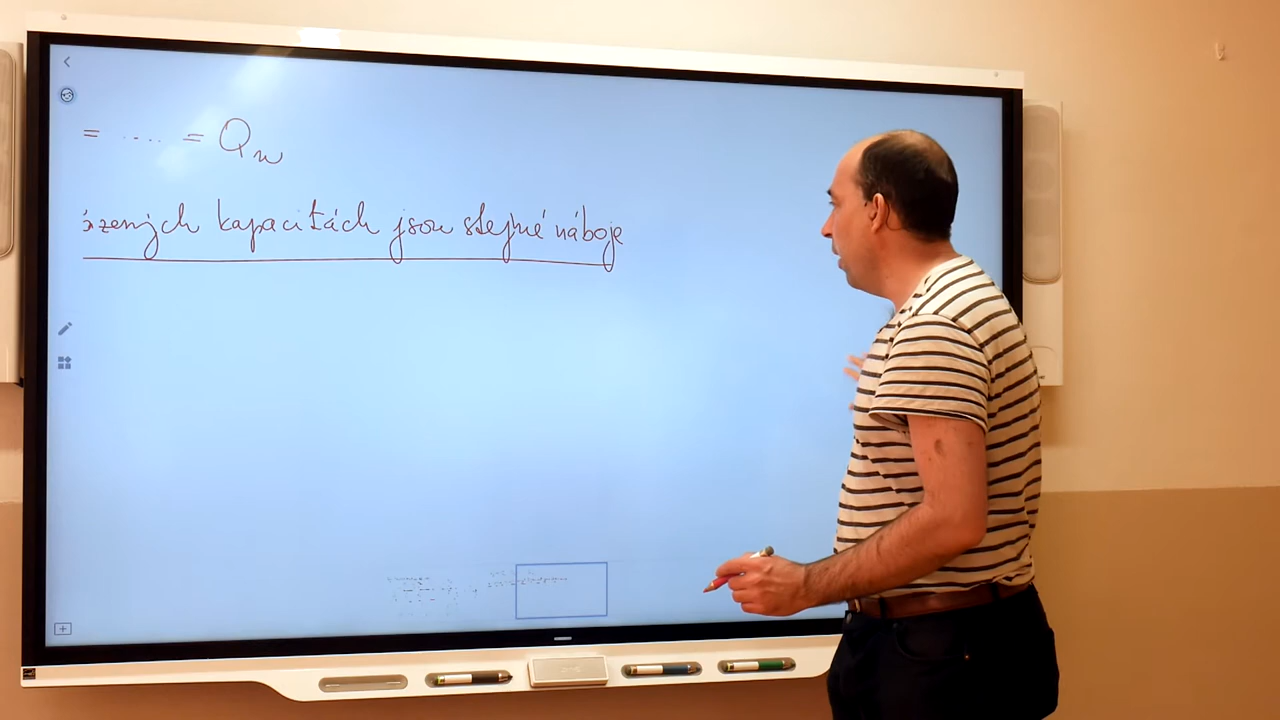 = .... = Qn
ázených kapacitách jsou stejné náboje